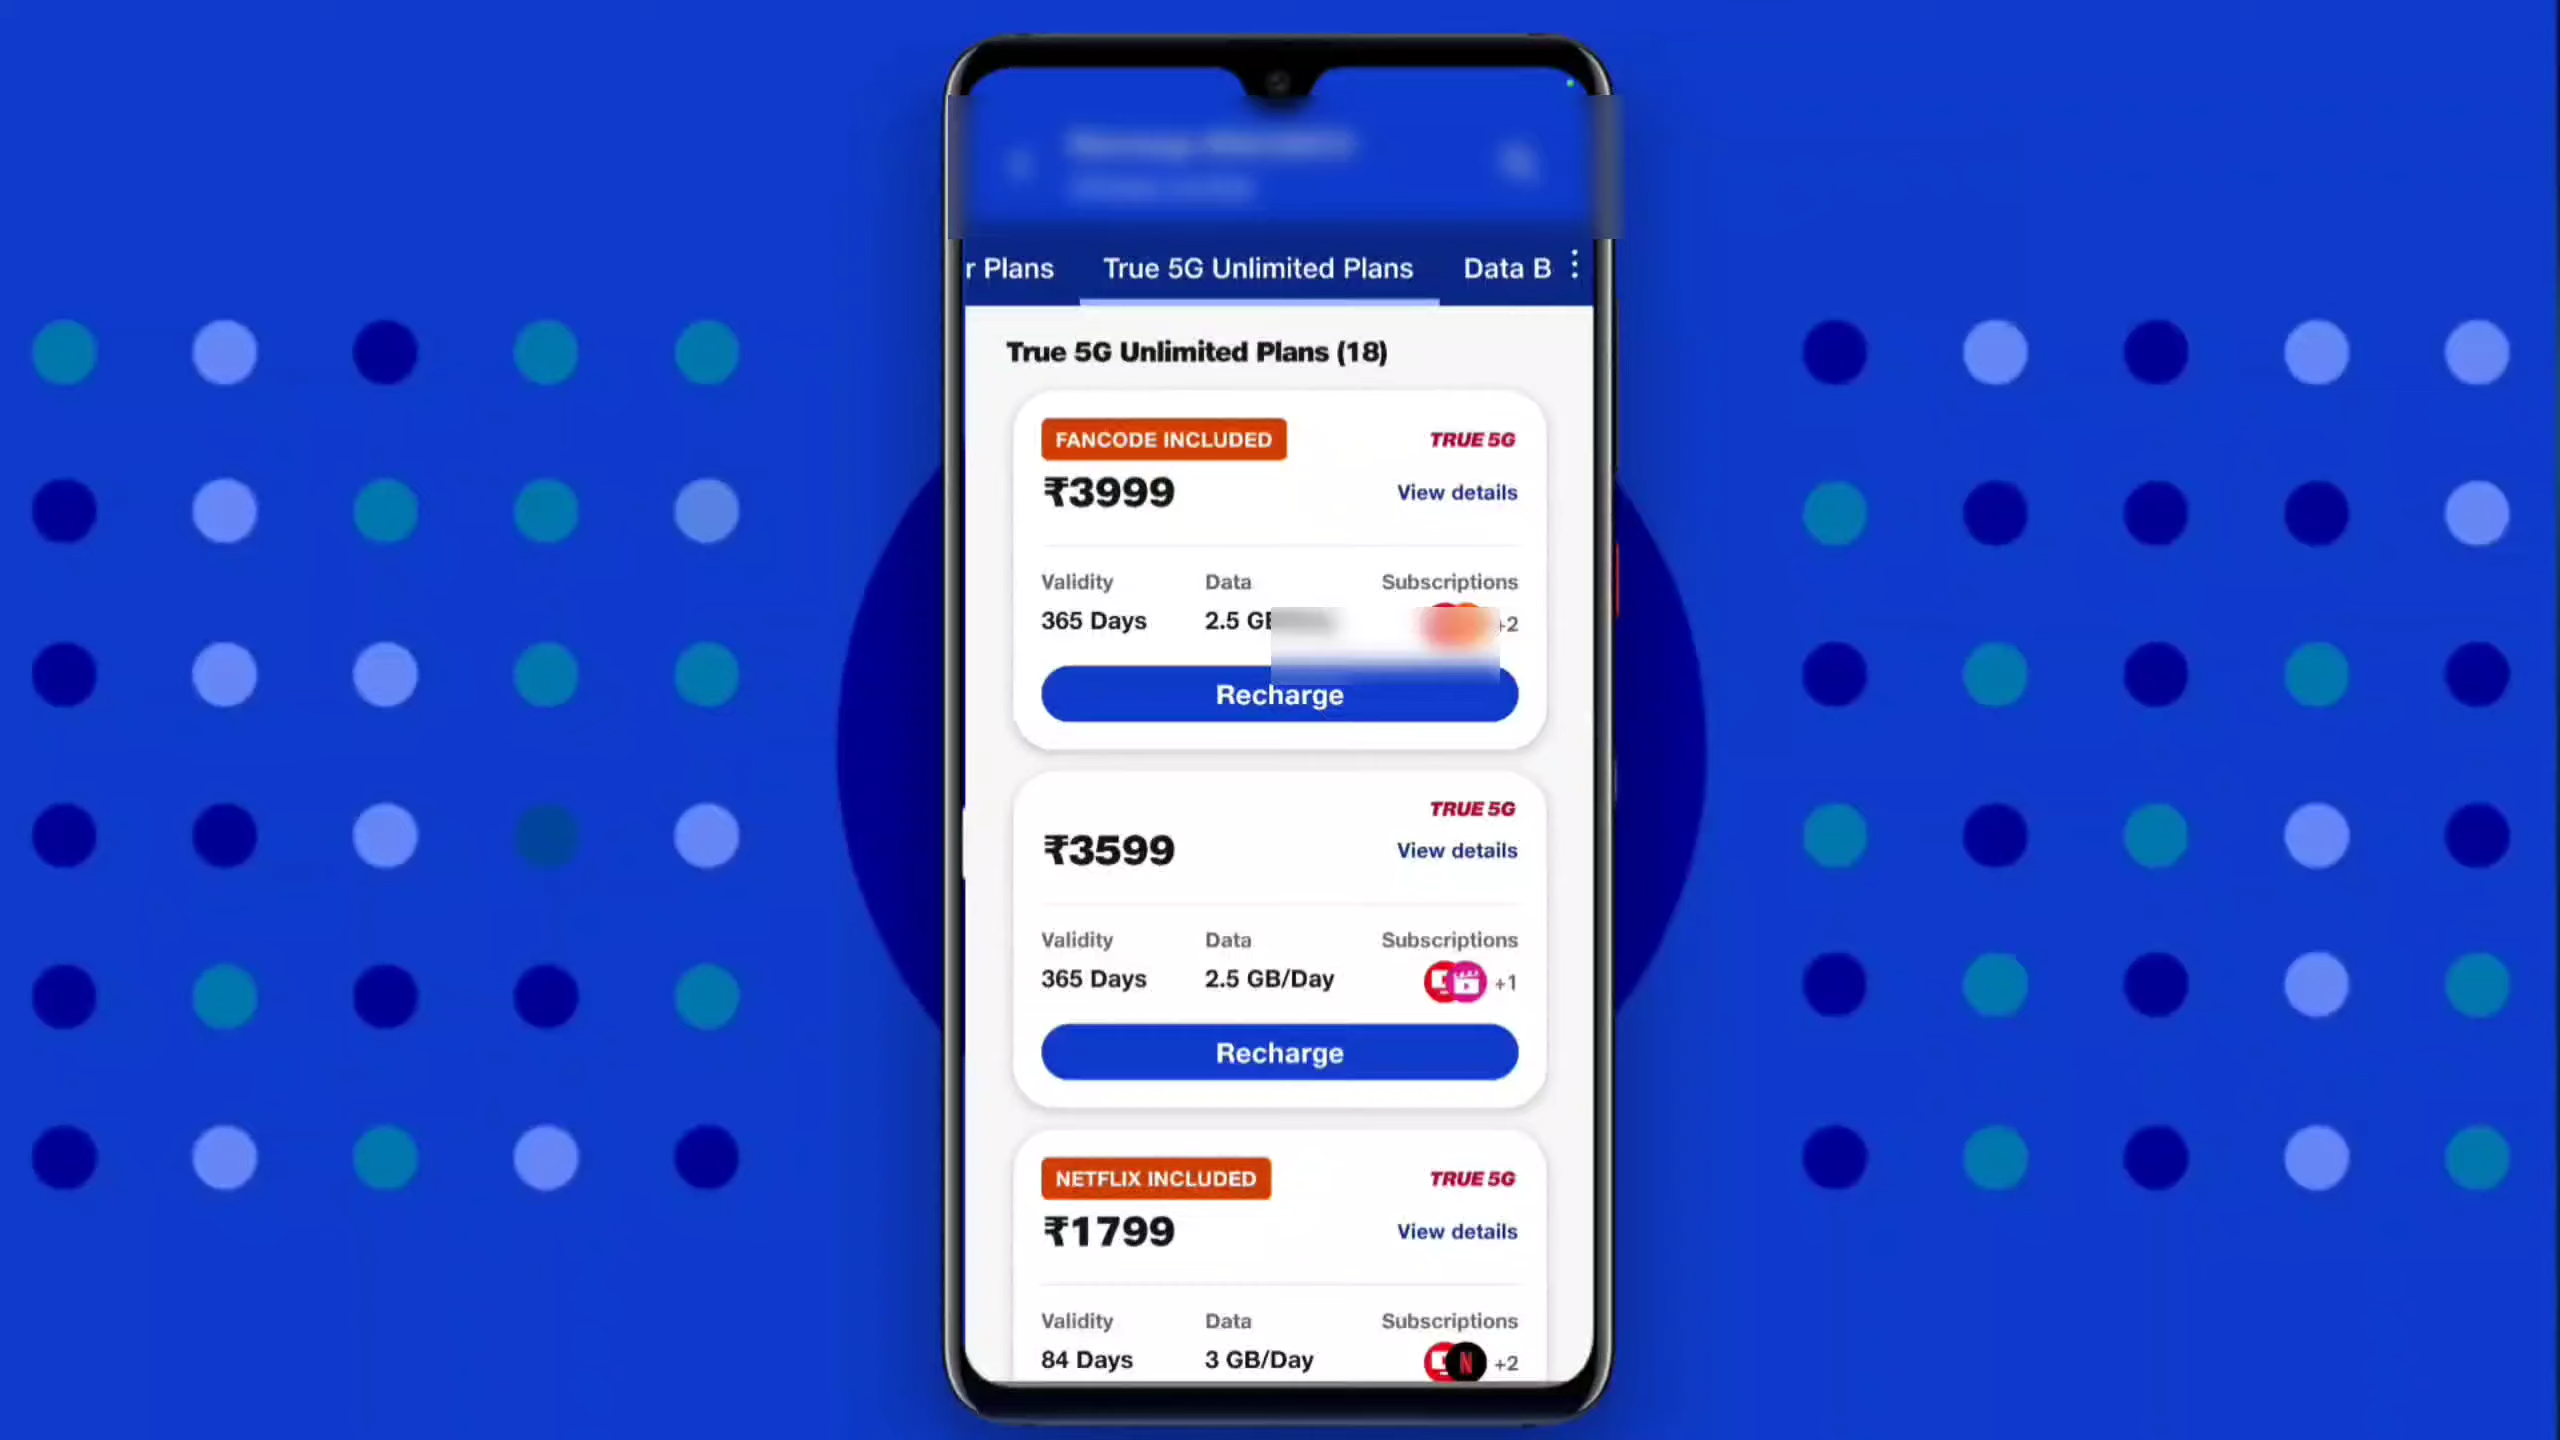 r Plans True 5G Unlimited Plans Data B
True 5G Unlimited Plans (18)
FANCODE INCLUDED TRUE 5G
₹3999 View details
Validity Data Subscriptions
365 Days 2.5 +2
Recharge
TRUE 5G
₹3599 View details
Validity Data Subscriptions
365 Days 2.5 GB/Day +1
Recharge
NETFLIX INCLUDED TRUE 5G
₹1799 View details
Validity Data Subscriptions
84 Days 3 GB/Day N +2